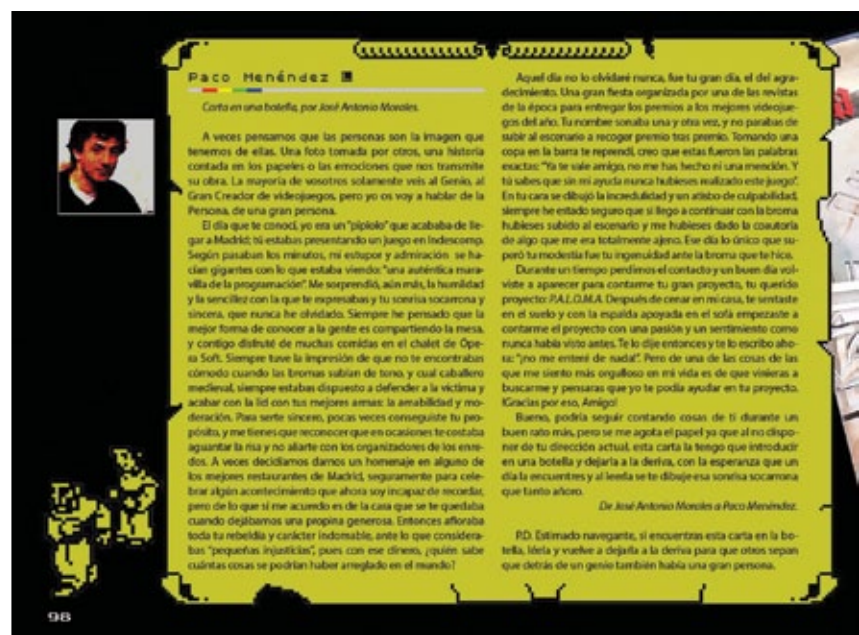 Paco Menéndez
Carta en una botella, por José Antonio Morales.
A veces pensamos que las personas son la imagen que
tenemos de ellas. Una foto tomada por otros, una historia
contada en los papeles o las emociones que nos transmite
su obra. La mayoría de vosotros solamente veis al Genio, al
Gran Creador de videojuegos, pero yo os voy a hablar de la
Persona, de una gran persona.
El día que te conocí, yo era un "pipiolo" que acababa de lle-
gar a Madrid; tú estabas presentando un juego en Indescomp.
Según pasaban los minutos, mi estupor y admiración se ha-
cían gigantes con lo que estaba viendo: "una auténtica mara-
villa de la programación". Me sorprendió, aún más, la humildad
y la sencillez con la que te expresabas y tu sonrisa socarrona y
sincera, que nunca he olvidado. Siempre he pensado que la
mejor forma de conocer a la gente es compartiendo la mesa,
y contigo disfruté de muchas comidas en el chalet de Ópe-
ra Soft. Siempre tuve la impresión de que no te encontrabas
cómodo cuando las bromas subían de tono, y cual caballero
medieval, siempre estabas dispuesto a defender a la víctima y
acabar con la lid con tus mejores armas: la amabilidad y mo-
deración. Para serte sincero, pocas veces conseguiste tu pro-
pósito, y me tienes que reconocer que en ocasiones te costaba
aguantar la risa y no aliarte con los organizadores de los enre-
dos. A veces decidíamos darnos un homenaje en alguno de
los mejores restaurantes de Madrid, seguramente para cele-
brar algún acontecimiento que ahora soy incapaz de recordar,
pero de lo que sí me acuerdo es de la cara que se te quedaba
cuando dejábamos una propina generosa. Entonces afloraba
toda tu rebeldía y carácter indomable, ante lo que considera-
bas "pequeñas injusticias", pues con ese dinero, ¿quién sabe
cuántas cosas se podrían haber arreglado en el mundo?
Aquel día no lo olvidaré nunca, fue tu gran día, el del agra-
decimiento. Una gran fiesta organizada por una de las revistas
de la época para entregar los premios a los mejores videojue-
gos del año. Tu nombre sonaba una y otra vez, y no parabas de
subir al escenario a recoger premio tras premio. Tomando una
copa en la barra te reprendí, creo que estas fueron las palabras
exactas: "Ya te vale amigo, no me has hecho ni una mención. Y
tú sabes que sin mi ayuda nunca hubieses realizado este juego".
En tu cara se dibujó la incredulidad y un atisbo de culpabilidad,
siempre he estado seguro que si llego a continuar con la broma
hubieses subido al escenario y me hubieses dado la coautoría
de algo que me era totalmente ajeno. Ese día lo único que su-
peró tu modestia fue tu ingenuidad ante la broma que te hice.
Durante un tiempo perdimos el contacto y un buen día vol-
viste a aparecer para contarme tu gran proyecto, tu querido
proyecto: P.A.L.O.M.A. Después de cenar en mi casa, te sentaste
en el suelo y con la espalda apoyada en el sofá empezaste a
contarme el proyecto con una pasión y un sentimiento como
nunca había visto antes. Te lo dije entonces y te lo escribo aho-
ra: "¡no me enteré de nada!". Pero de una de las cosas de las
que me siento más orgulloso en mi vida es de que vinieras a
buscarme y pensaras que yo te podía ayudar en tu proyecto.
¡Gracias por eso, Amigo!
Bueno, podría seguir contando cosas de ti durante un
buen rato más, pero se me agota el papel ya que al no dispo-
ner de tu dirección actual, esta carta la tengo que introducir
en una botella y dejarla a la deriva, con la esperanza que un
día la encuentres y al leerla se te dibuje esa sonrisa socarrona
que tanto añoro.
De José Antonio Morales a Paco Menéndez.
P.D. Estimado navegante, si encuentras esta carta en la bo-
tella, léela y vuelve a dejarla a la deriva para que otros sepan
que detrás de un genio también había una gran persona.
98